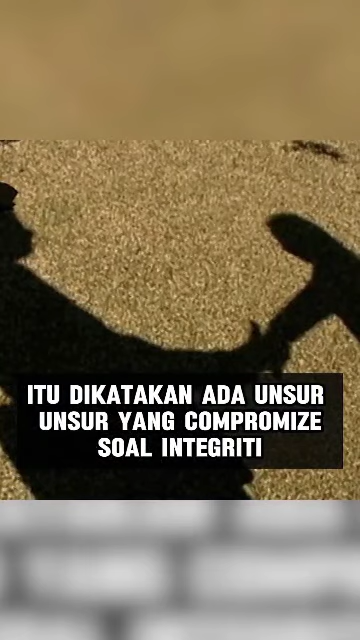 ITU DIKATAKAN ADA UNSUR
UNSUR YANG COMPROMIZE
SOAL INTEGRITI